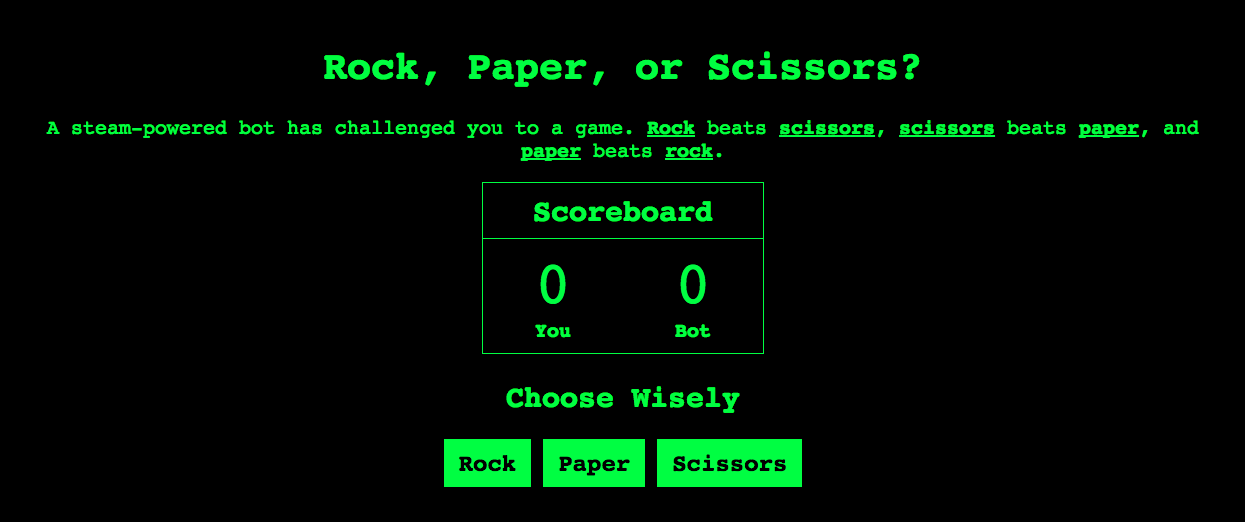 Rock, Paper, or Scissors?
A steam-powered bot has challenged you to a game. Rock beats scissors, scissors beats paper, and
paper beats rock.
Scoreboard
0 0
You Bot
Choose Wisely
Rock Paper Scissors